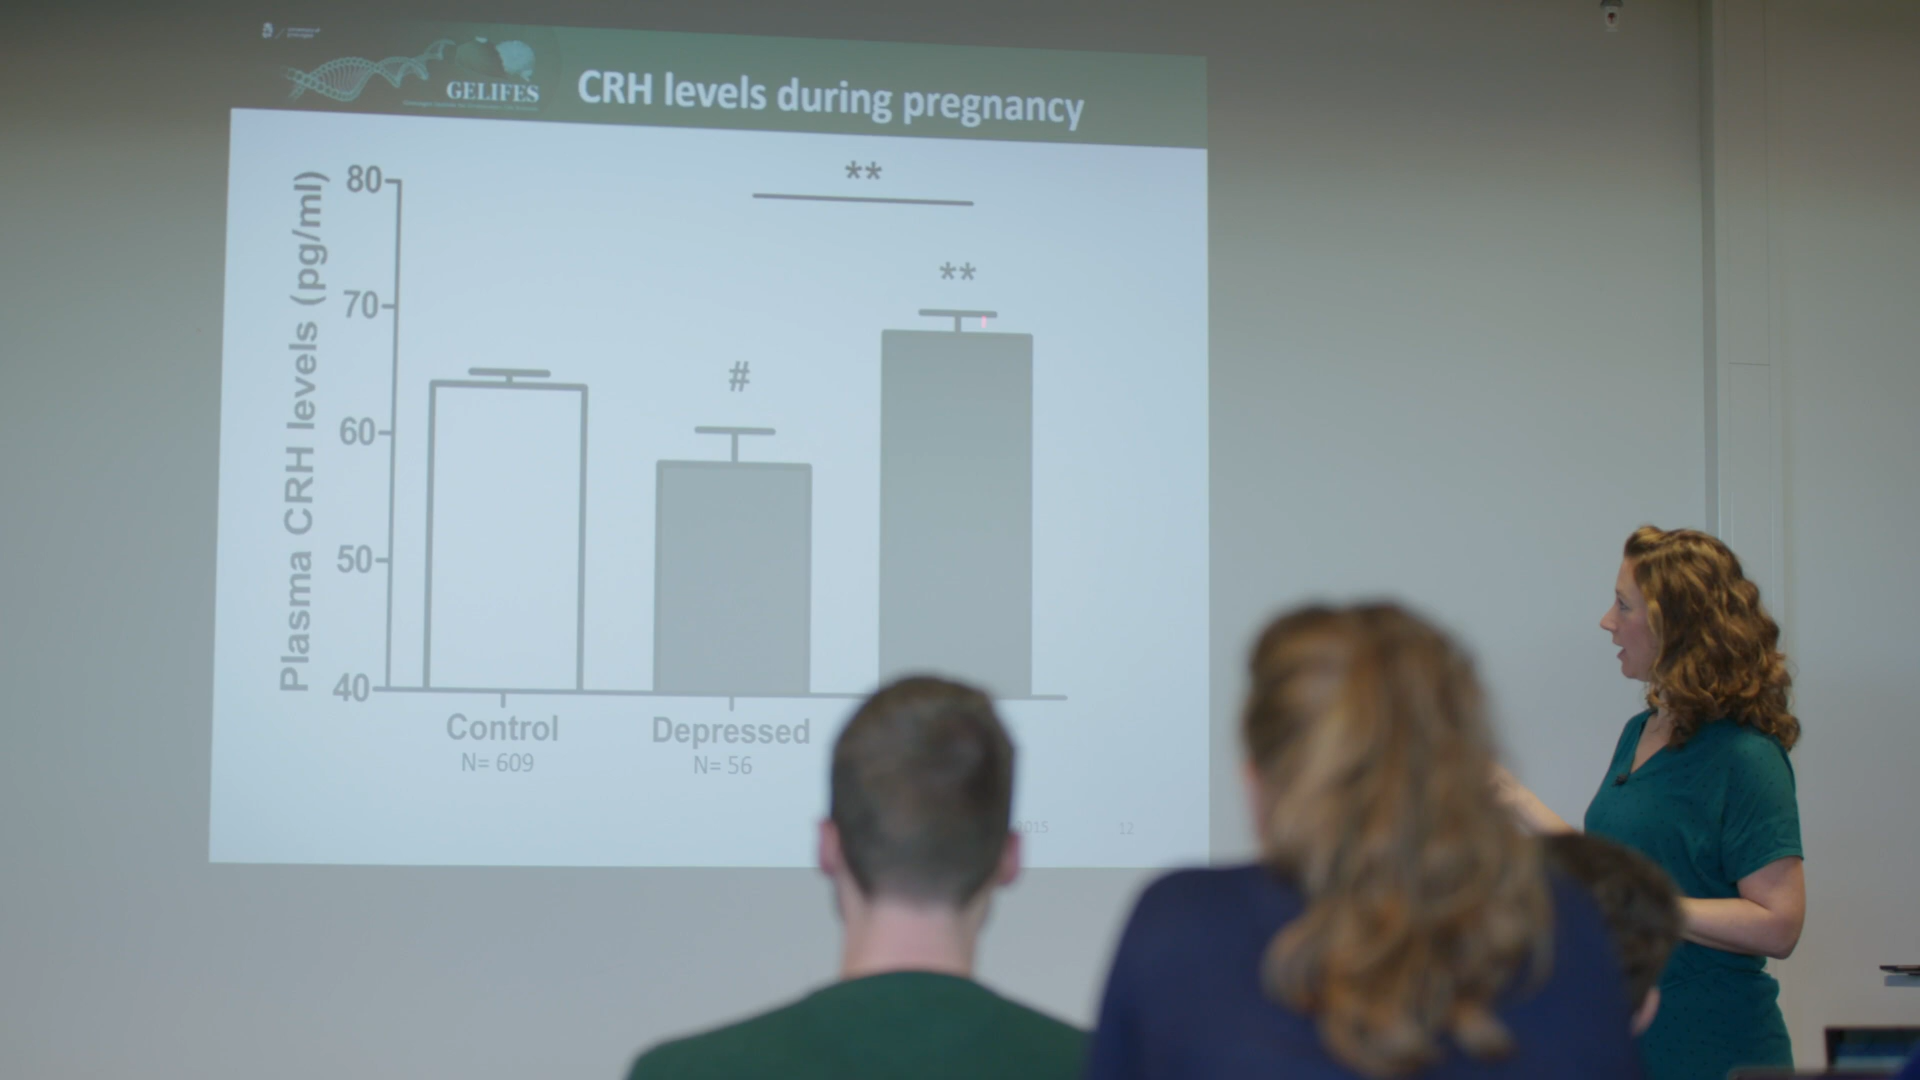 GELIFES
CRH levels during pregnancy
Plasma CRH levels (pg/ml)
80
70
60
50
40
**
**
#
Control
Depressed
N= 609
N= 56
2015
12